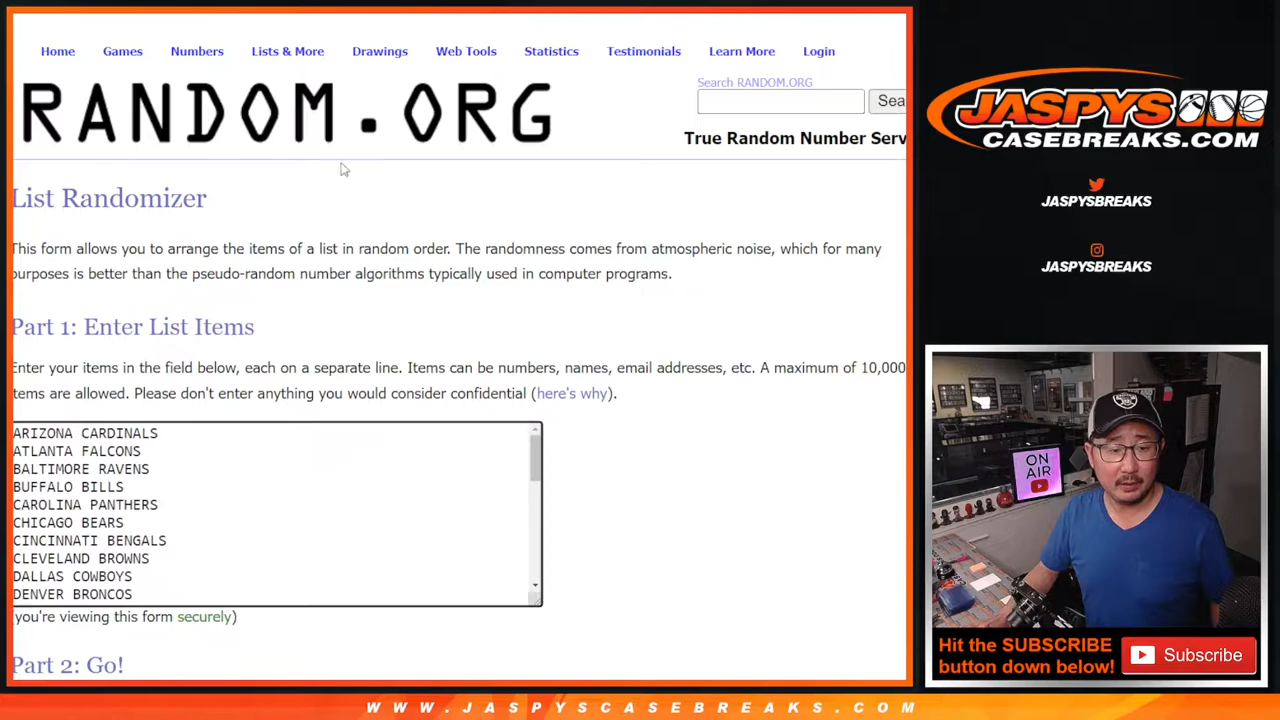 Home Games Numbers Lists & More Drawings Web Tools Statistics Testimonials Learn More Login
Search RANDOM.ORG
RANDOM.ORG
Sea
True Random Number Serv
List Randomizer
This form allows you to arrange the items of a list in random order. The randomness comes from atmospheric noise, which for many
purposes is better than the pseudo-random number algorithms typically used in computer programs.
Part 1: Enter List Items
Enter your items in the field below, each on a separate line. Items can be numbers, names, email addresses, etc. A maximum of 10,000
items are allowed. Please don't enter anything you would consider confidential (here's why).
ARIZONA CARDINALS
ATLANTA FALCONS
BALTIMORE RAVENS
BUFFALO BILLS
CAROLINA PANTHERS
CHICAGO BEARS
CINCINNATI BENGALS
CLEVELAND BROWNS
DALLAS COWBOYS
DENVER BRONCOS
(you're viewing this form securely)
Part 2: Go!
JASPYS
CASEBREAKS.COM
JASPYSBREAKS
JASPYSBREAKS
ON
AIR
Hit the SUBSCRIBE
button down below!
Subscribe
WWW.JASPYSCASEBREAKS.COM